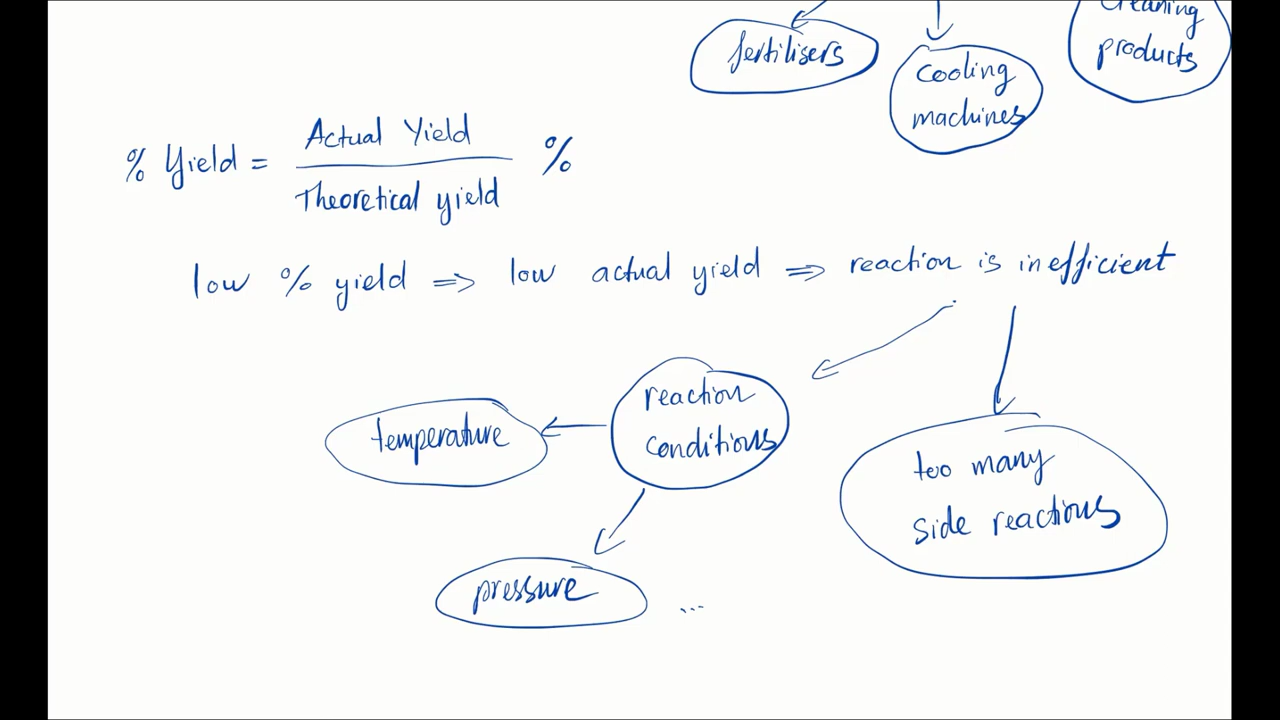 cleaning
products
fertilisers
cooling
machines
% Yield = Actual Yield / Theoretical yield %
low % yield ⇒ low actual yield ⇒ reaction is inefficient
reaction
conditions
temperature
too many
side reactions
pressure ...